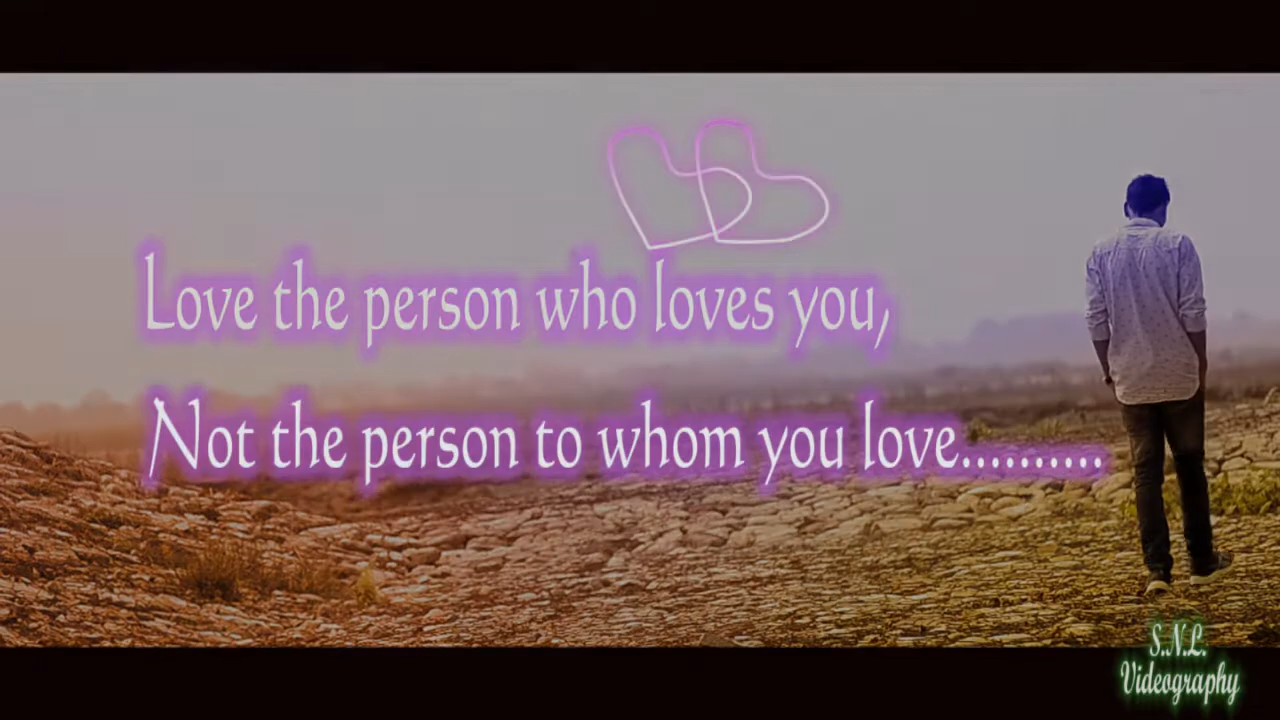 Love the person who loves you,
Not the person to whom you love..........
S.N.L.
Videography